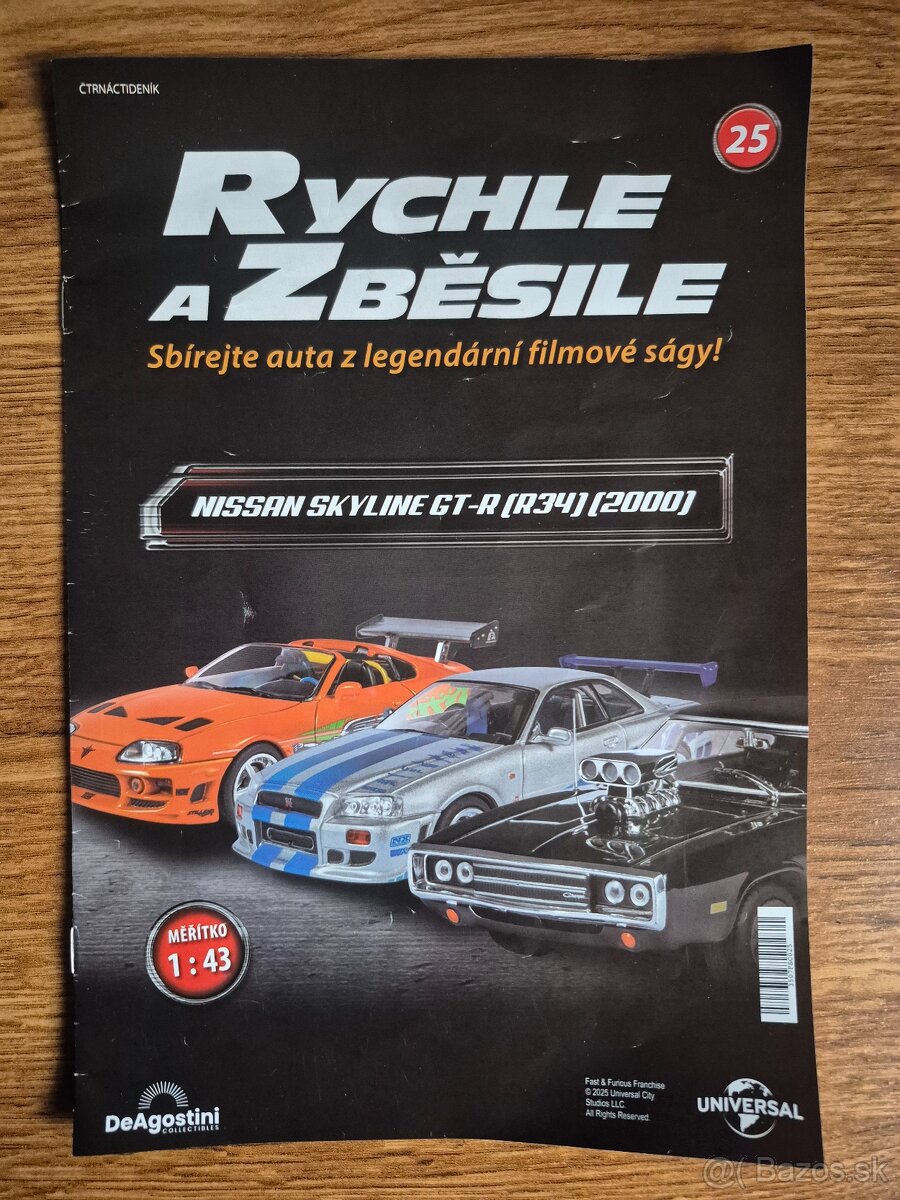 ČTRNÁCTIDENÍK
25
RYCHLE
A ZBĚSILE
Sbírejte auta z legendární filmové ságy!
NISSAN SKYLINE GT-R (R34) (2000)
MĚŘÍTKO
1 : 43
DeAgostini
COLLECTIBLES
Fast & Furious Franchise
© 2025 Universal City
Studios LLC.
All Rights Reserved.
UNIVERSAL
@( Bazos.sk